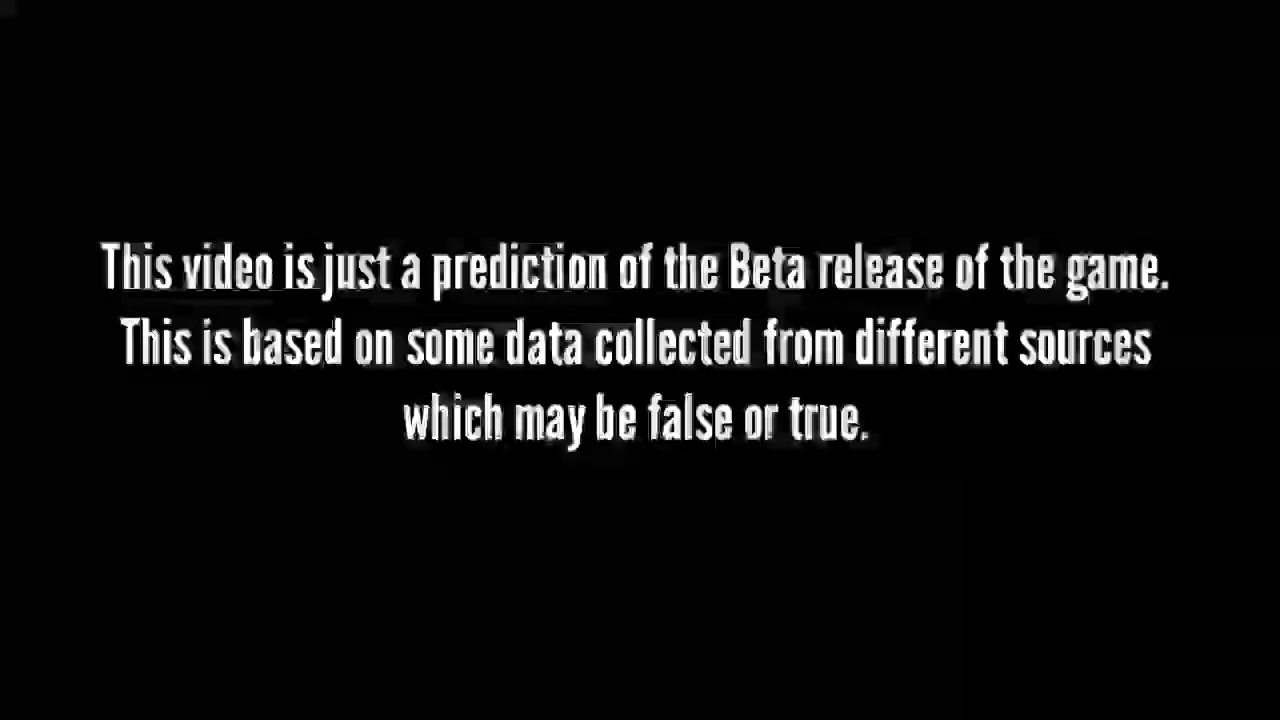 This video is just a prediction of the Beta release of the game.
This is based on some data collected from different sources
which may be false or true.